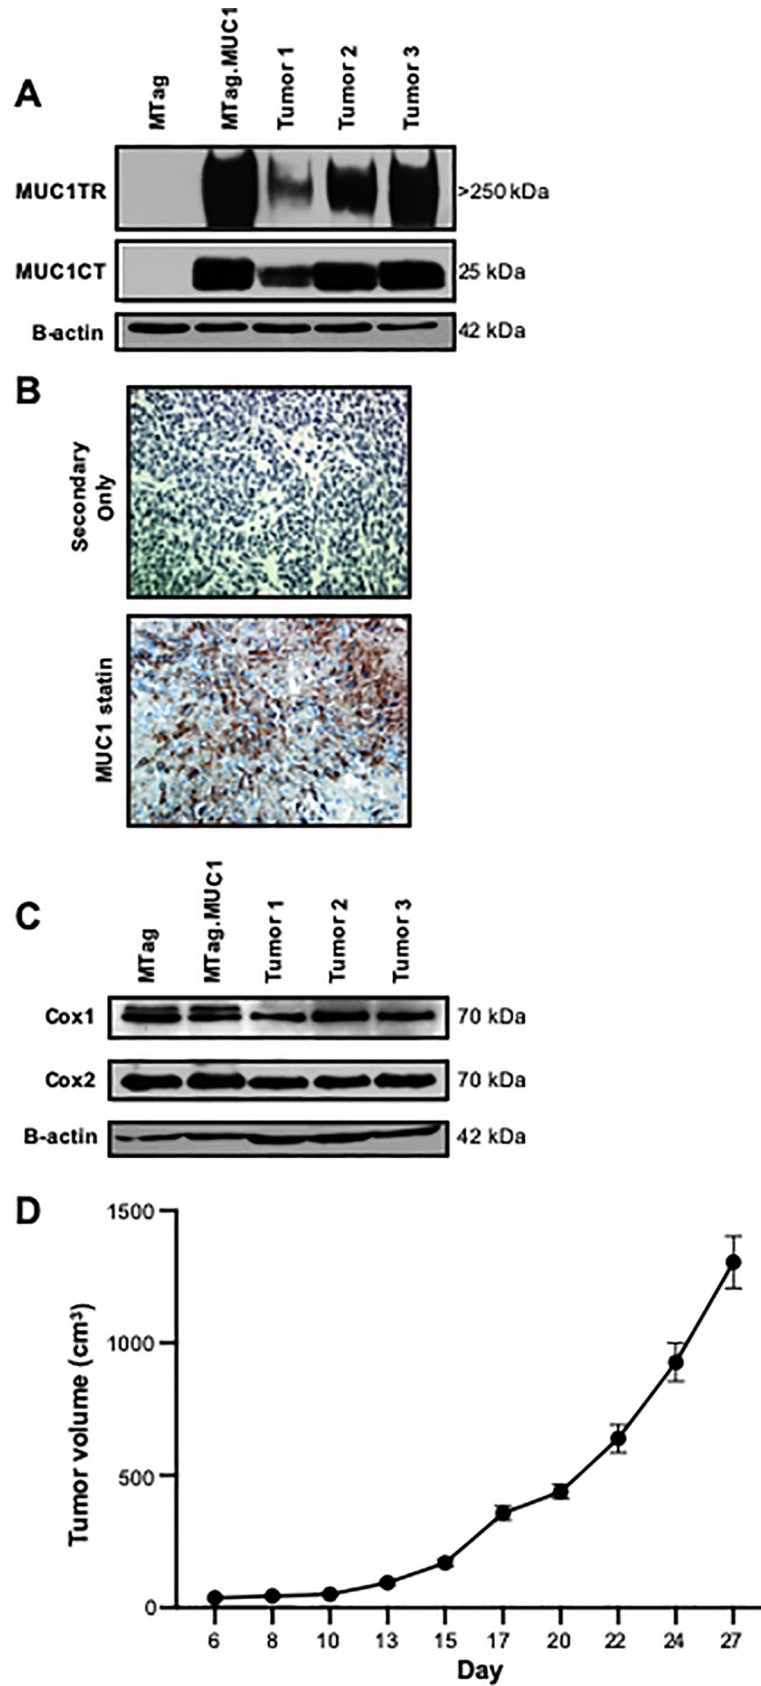 A
MTag
MTag.MUC1
Tumor 1
Tumor 2
Tumor 3
MUC1TR
>250 kDa
MUC1CT
25 kDa
B-actin
42 kDa
B
Secondary
Only
MUC1 statin
C
MTag
MTag.MUC1
Tumor 1
Tumor 2
Tumor 3
Cox1
70 kDa
Cox2
70 kDa
B-actin
42 kDa
D
Tumor volume (cm³)
1500
1000
500
0
6 8 10 13 15 17 20 22 24 27
Day